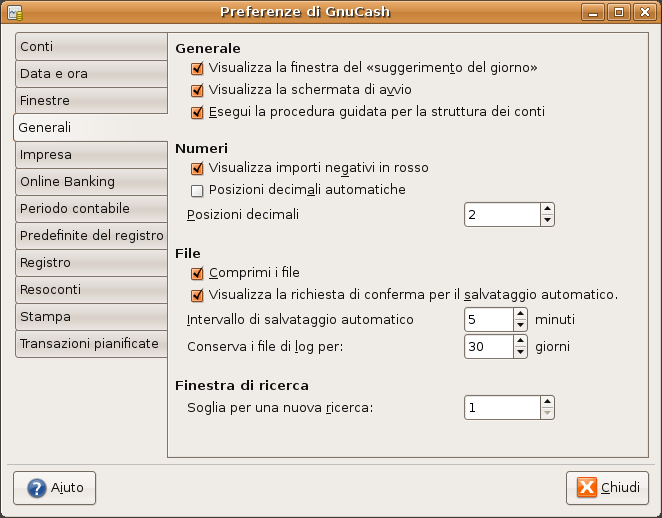 Preferenze di GnuCash
Conti
Data e ora
Finestre
Generali
Impresa
Online Banking
Periodo contabile
Predefinite del registro
Registro
Resoconti
Stampa
Transazioni pianificate
Generale
Visualizza la finestra del «suggerimento del giorno»
Visualizza la schermata di avvio
Esegui la procedura guidata per la struttura dei conti
Numeri
Visualizza importi negativi in rosso
Posizioni decimali automatiche
Posizioni decimali 2
File
Comprimi i file
Visualizza la richiesta di conferma per il salvataggio automatico.
Intervallo di salvataggio automatico 5 minuti
Conserva i file di log per: 30 giorni
Finestra di ricerca
Soglia per una nuova ricerca: 1
Aiuto
Chiudi